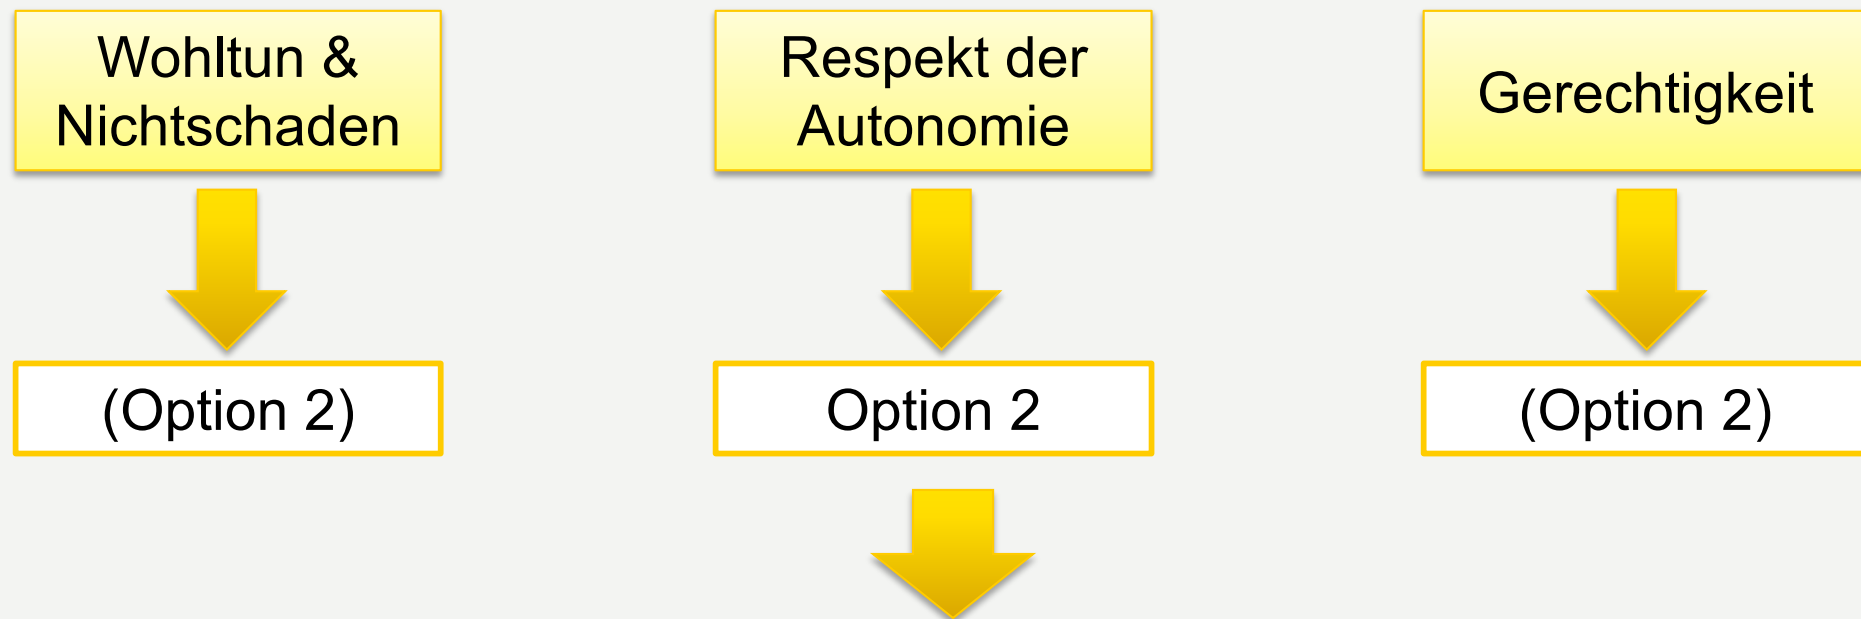 Wohltun &
Nichtschaden
Respekt der
Autonomie
Gerechtigkeit
(Option 2)
Option 2
(Option 2)